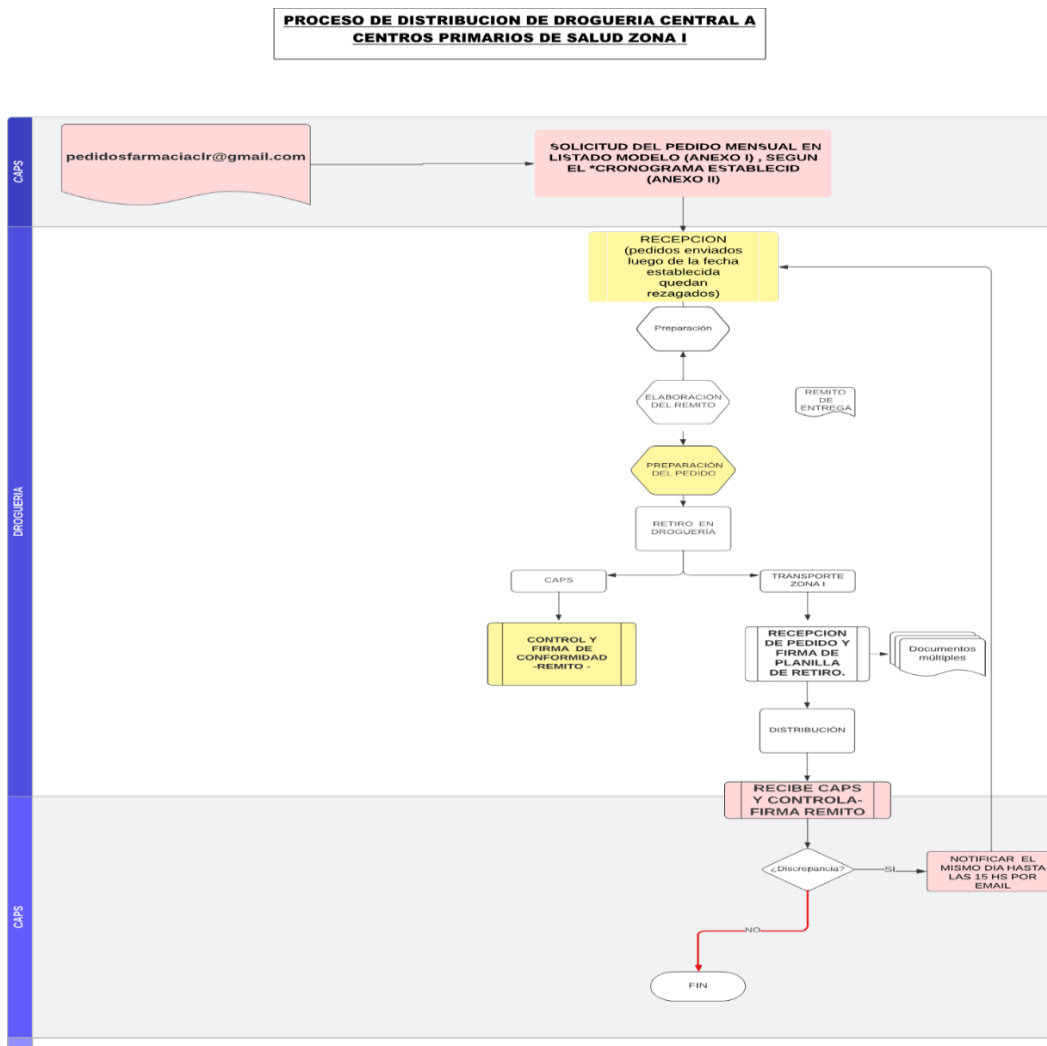 PROCESO DE DISTRIBUCION DE DROGUERIA CENTRAL A
CENTROS PRIMARIOS DE SALUD ZONA I
CAPS
pedidosfarmaciaclr@gmail.com
SOLICITUD DEL PEDIDO MENSUAL EN
LISTADO MODELO (ANEXO I) , SEGUN
EL *CRONOGRAMA ESTABLECID
(ANEXO II)
DROGUERIA
RECEPCION
(pedidos enviados
luego de la fecha
establecida
quedan
rezagados)
Preparación
ELABORACIÓN
DEL REMITO
REMITO
DE
ENTREGA
PREPARACIÓN
DEL PEDIDO
RETIRO EN
DROGUERÍA
CAPS
TRANSPORTE
ZONA I
CONTROL Y
FIRMA DE
CONFORMIDAD
-REMITO -
RECEPCION
DE PEDIDO Y
FIRMA DE
PLANILLA
DE RETIRO.
Documentos
múltiples
DISTRIBUCIÓN
RECIBE CAPS
Y CONTROLA-
FIRMA REMITO
CAPS
¿Discrepancia?
SI
NOTIFICAR EL
MISMO DIA HASTA
LAS 15 HS POR
EMAIL
NO
FIN